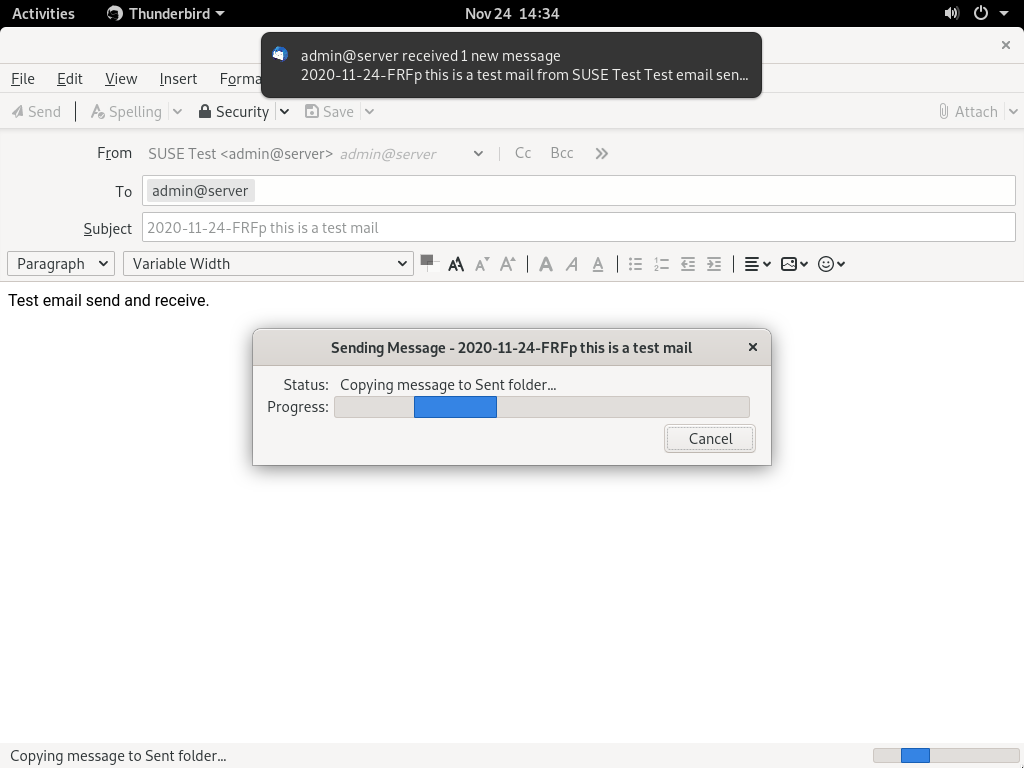 Activities Thunderbird Nov 24 14:34
admin@server received 1 new message
2020-11-24-FRFp this is a test mail from SUSE Test Test email sen...
File Edit View Insert Forma
Send Spelling Security Save Attach
From SUSE Test <admin@server> admin@server Cc Bcc
To admin@server
Subject 2020-11-24-FRFp this is a test mail
Paragraph Variable Width
Test email send and receive.
Sending Message - 2020-11-24-FRFp this is a test mail
Status: Copying message to Sent folder...
Progress:
Cancel
Copying message to Sent folder...